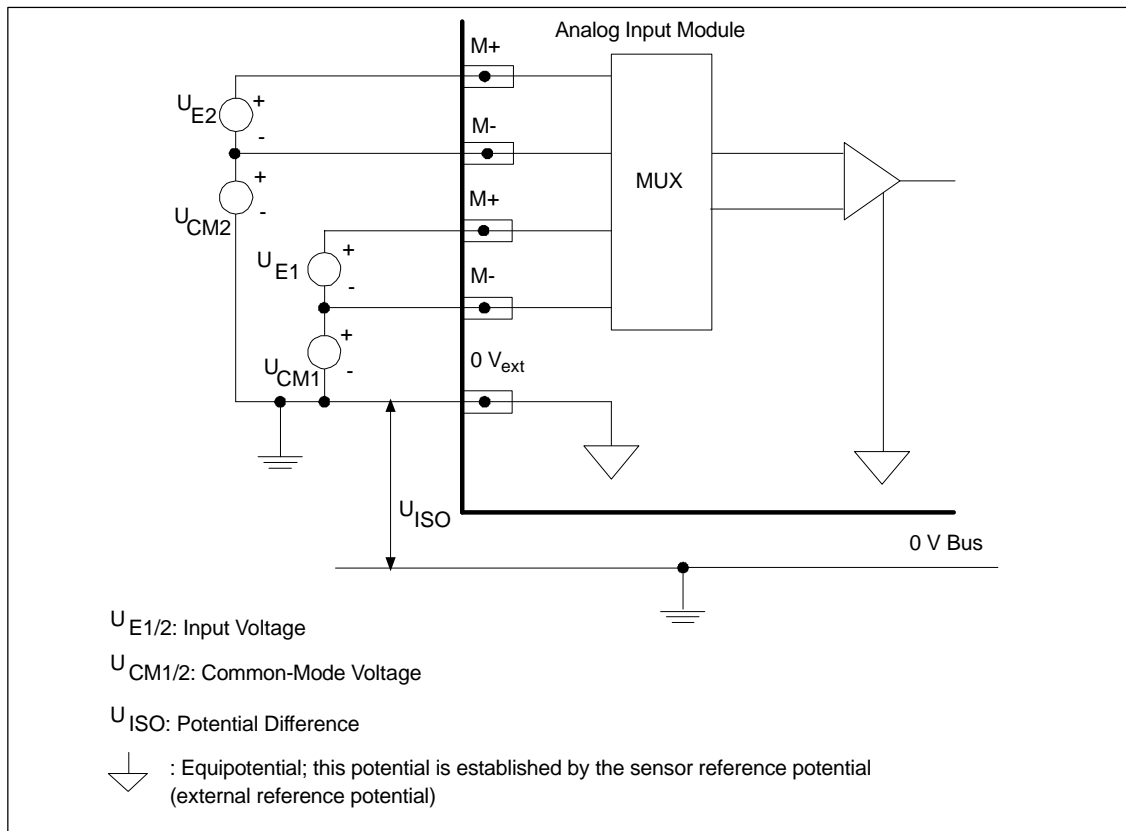 Analog Input Module
M+
U E2
+
-
M-
+
U CM2
-
MUX
M+
+
U E1
-
M-
+
U CM1
-
0 V ext
U ISO
0 V Bus
U E1/2: Input Voltage
U CM1/2: Common-Mode Voltage
U ISO: Potential Difference
: Equipotential; this potential is established by the sensor reference potential
(external reference potential)